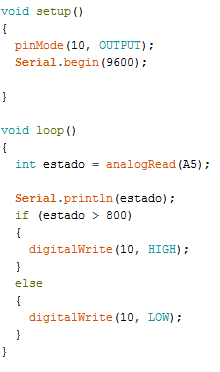 void setup()
{
  pinMode(10, OUTPUT);
  Serial.begin(9600);

}

void loop()
{
  int estado = analogRead(A5);

  Serial.println(estado);
  if (estado > 800)
  {
    digitalWrite(10, HIGH);
  }
  else
  {
    digitalWrite(10, LOW);
  }
}